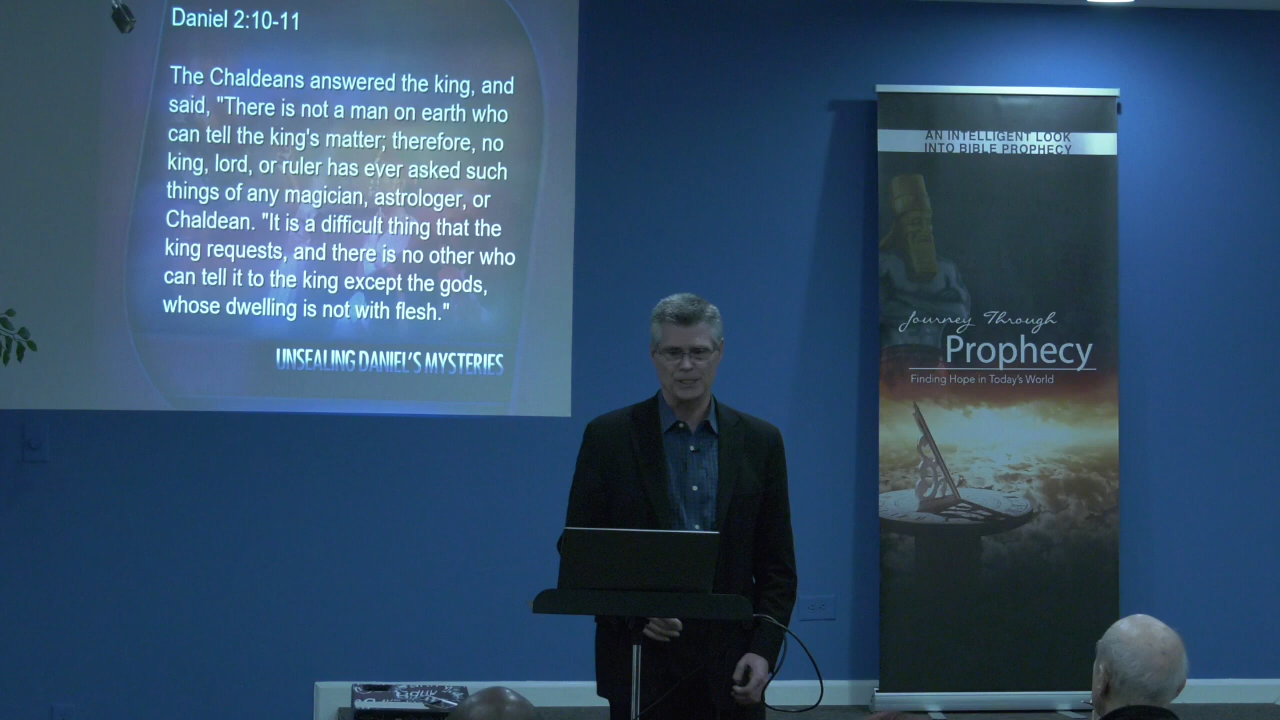 Daniel 2:10-11
The Chaldeans answered the king, and
said, "There is not a man on earth who
can tell the king's matter; therefore, no
king, lord, or ruler has ever asked such
things of any magician, astrologer, or
Chaldean. "It is a difficult thing that the
king requests, and there is no other who
can tell it to the king except the gods,
whose dwelling is not with flesh."
UNSEALING DANIEL'S MYSTERIES
AN INTELLIGENT LOOK
INTO BIBLE PROPHECY
Journey Through
Prophecy
Finding Hope in Today's World